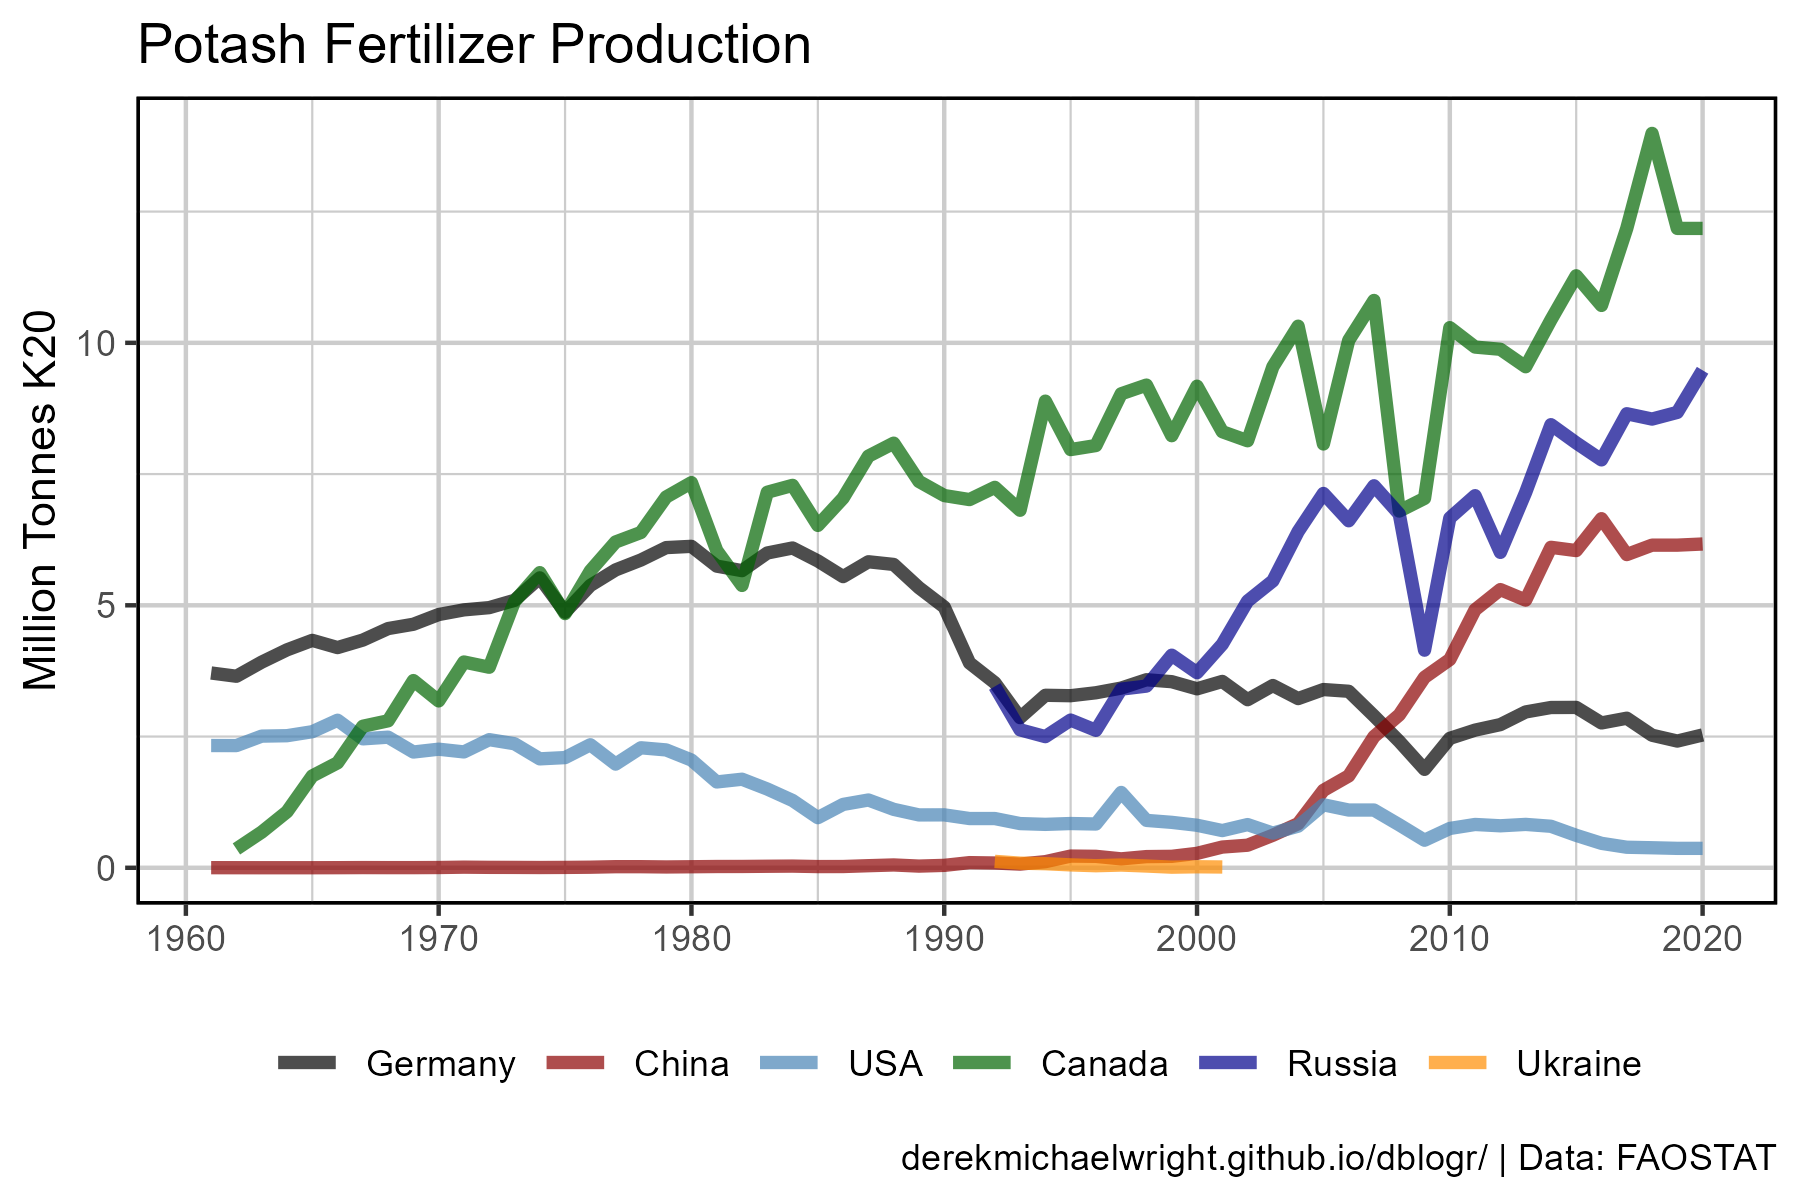 Potash Fertilizer Production
Million Tonnes K20
10
5
0
1960 1970 1980 1990 2000 2010 2020
Germany China USA Canada Russia Ukraine
derekmichaelwright.github.io/dblogr/ | Data: FAOSTAT